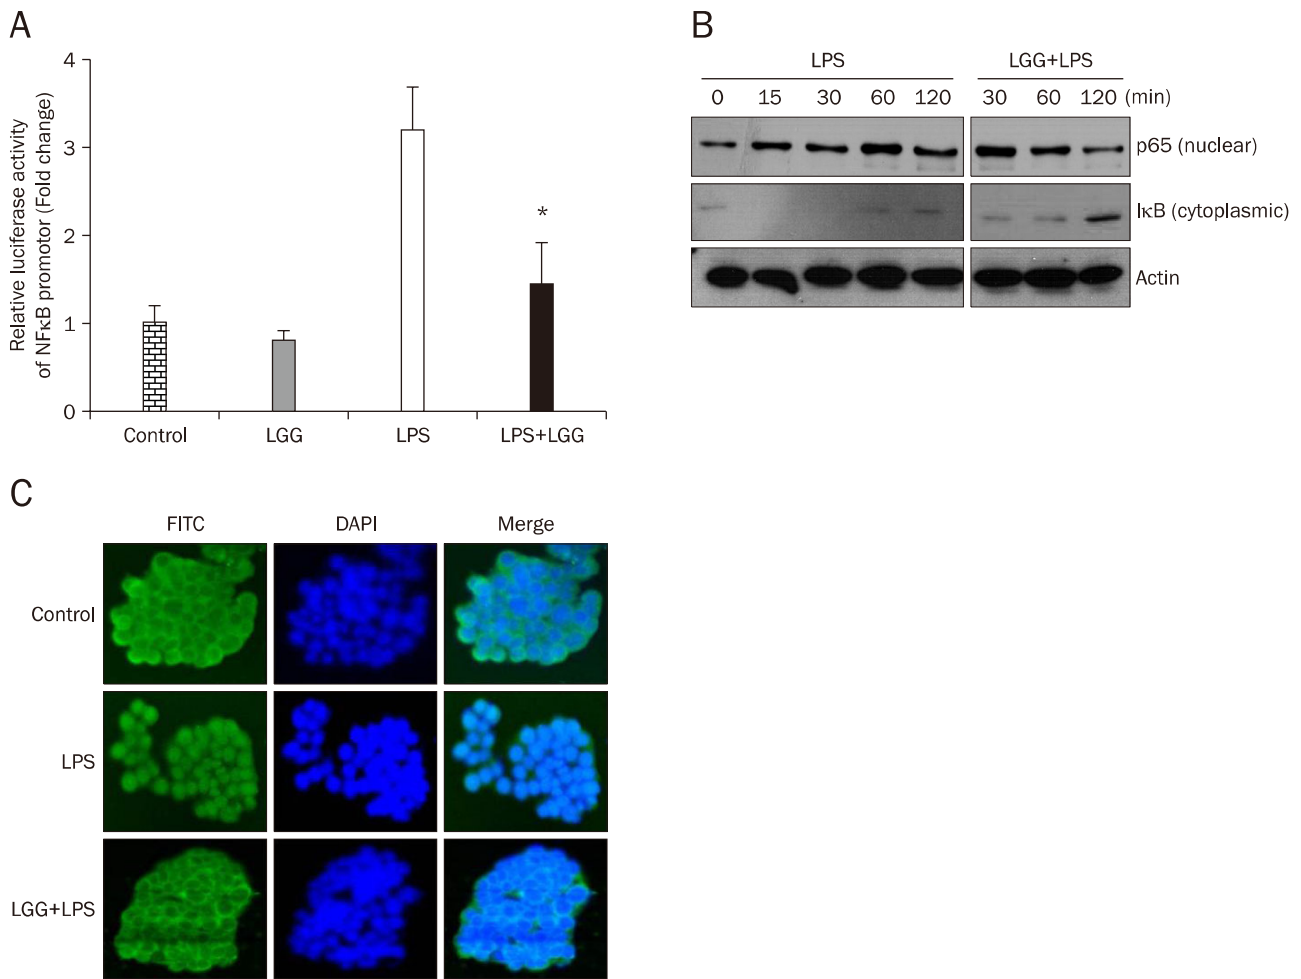 A
4
3
2
1
0
Relative luciferase activity
of NFκB promotor (Fold change)
*
Control
LGG
LPS
LPS+LGG
B
LPS
LGG+LPS
0 15 30 60 120 30 60 120 (min)
p65 (nuclear)
IκB (cytoplasmic)
Actin
C
FITC
DAPI
Merge
Control
LPS
LGG+LPS